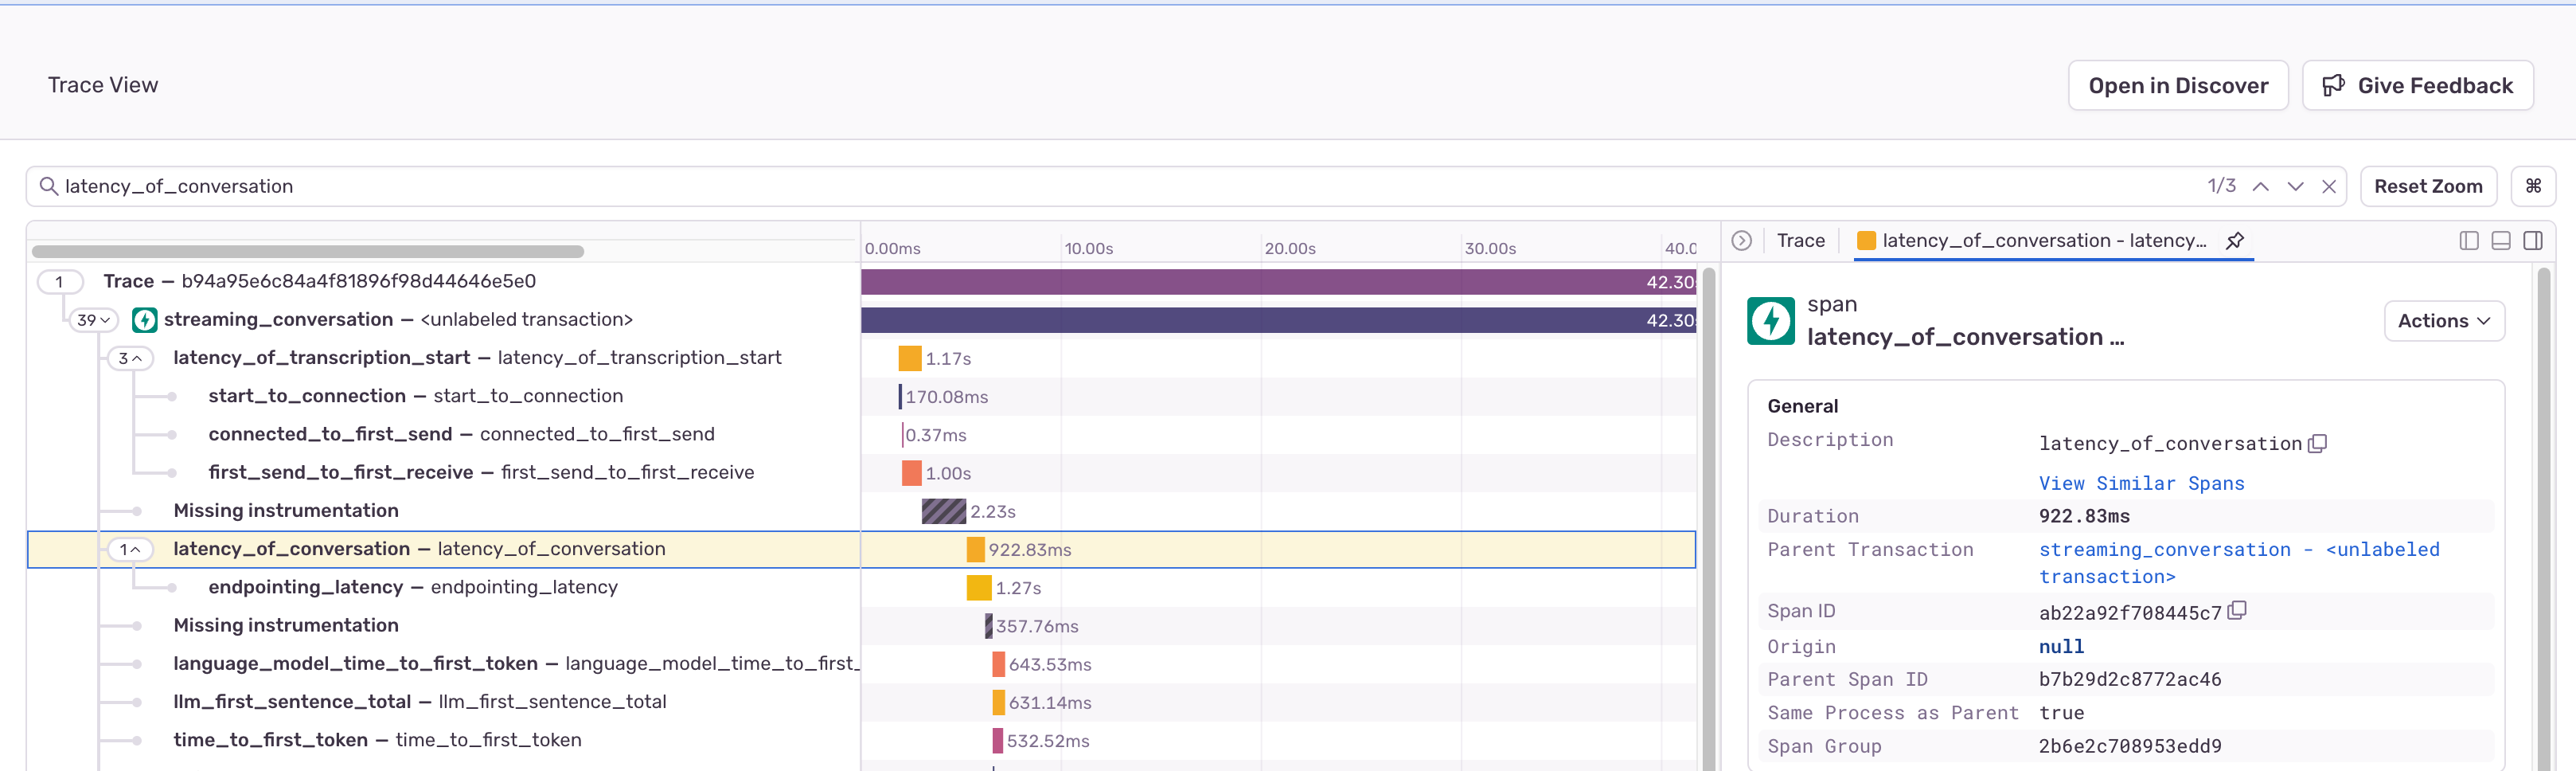 Trace View
Open in Discover
Give Feedback
latency_of_conversation
1/3
Reset Zoom
⌘
0.00ms
10.00s
20.00s
30.00s
40.0
Trace
latency_of_conversation - latency...
1
Trace — b94a95e6c84a4f81896f98d44646e5e0
42.30
39
streaming_conversation — <unlabeled transaction>
42.30
3
latency_of_transcription_start — latency_of_transcription_start
1.17s
start_to_connection — start_to_connection
170.08ms
connected_to_first_send — connected_to_first_send
0.37ms
first_send_to_first_receive — first_send_to_first_receive
1.00s
Missing instrumentation
2.23s
1
latency_of_conversation — latency_of_conversation
922.83ms
endpointing_latency — endpointing_latency
1.27s
Missing instrumentation
357.76ms
language_model_time_to_first_token — language_model_time_to_first_
643.53ms
llm_first_sentence_total — llm_first_sentence_total
631.14ms
time_to_first_token — time_to_first_token
532.52ms
span
latency_of_conversation ...
Actions
General
Description
latency_of_conversation
View Similar Spans
Duration
922.83ms
Parent Transaction
streaming_conversation - <unlabeled
transaction>
Span ID
ab22a92f708445c7
Origin
null
Parent Span ID
b7b29d2c8772ac46
Same Process as Parent
true
Span Group
2b6e2c708953edd9